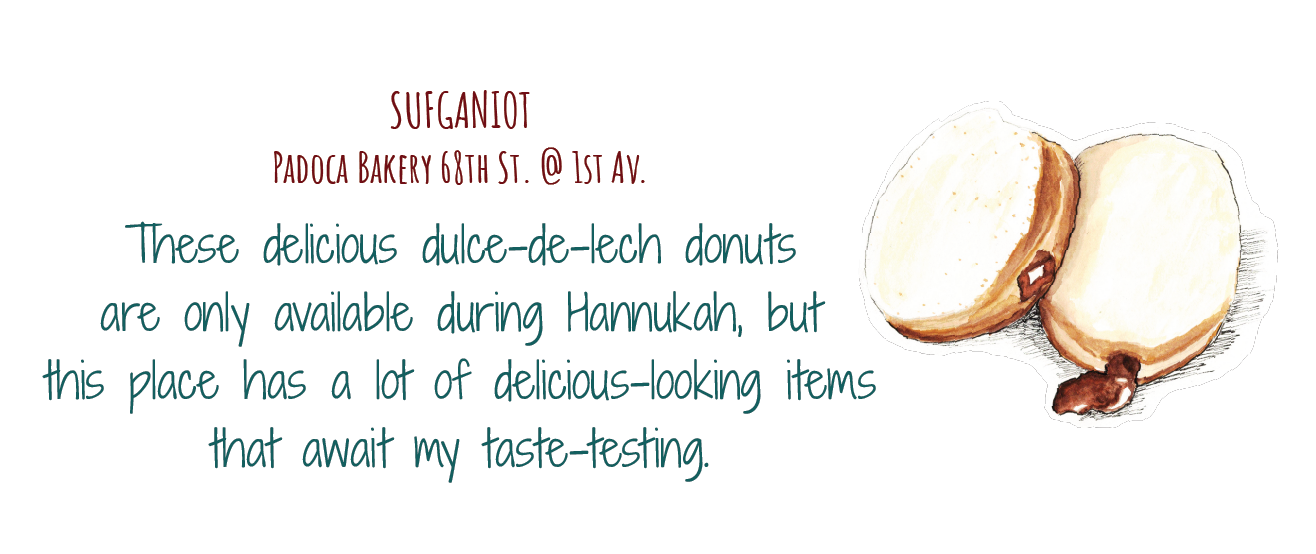 SUFGANIOT
PADOCA BAKERY 68TH ST. @ 1ST AV.
These delicious dulce-de-lech donuts
are only available during Hannukah, but
this place has a lot of delicious-looking items
that await my taste-testing.